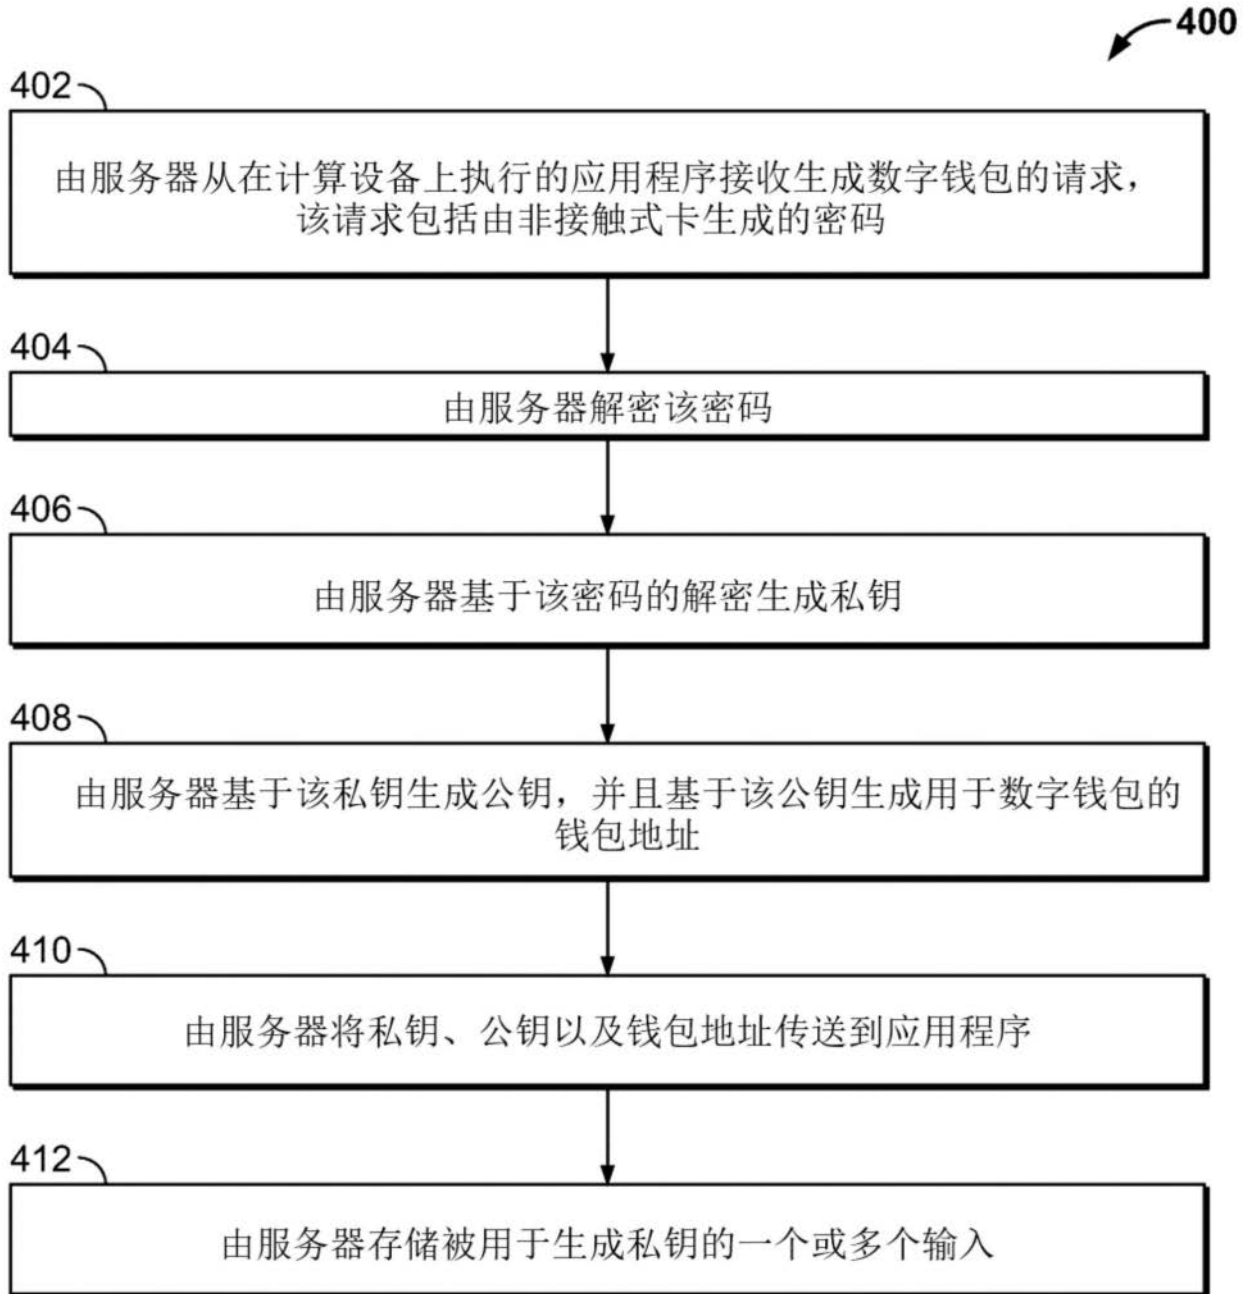 400
402
由服务器从在计算设备上执行的应用程序接收生成数字钱包的请求，
该请求包括由非接触式卡生成的密码
404
由服务器解密该密码
406
由服务器基于该密码的解密生成私钥
408
由服务器基于该私钥生成公钥，并且基于该公钥生成用于数字钱包的
钱包地址
410
由服务器将私钥、公钥以及钱包地址传送到应用程序
412
由服务器存储被用于生成私钥的一个或多个输入